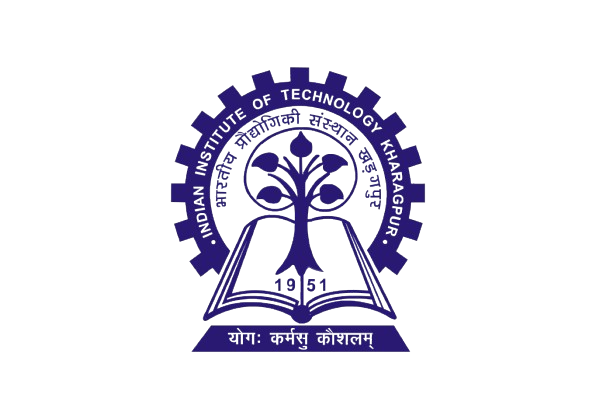 · INDIAN INSTITUTE OF TECHNOLOGY KHARAGPUR ·
भारतीय प्रौद्योगिकी संस्थान खड़गपुर
1951
योगः कर्मसु कौशलम्